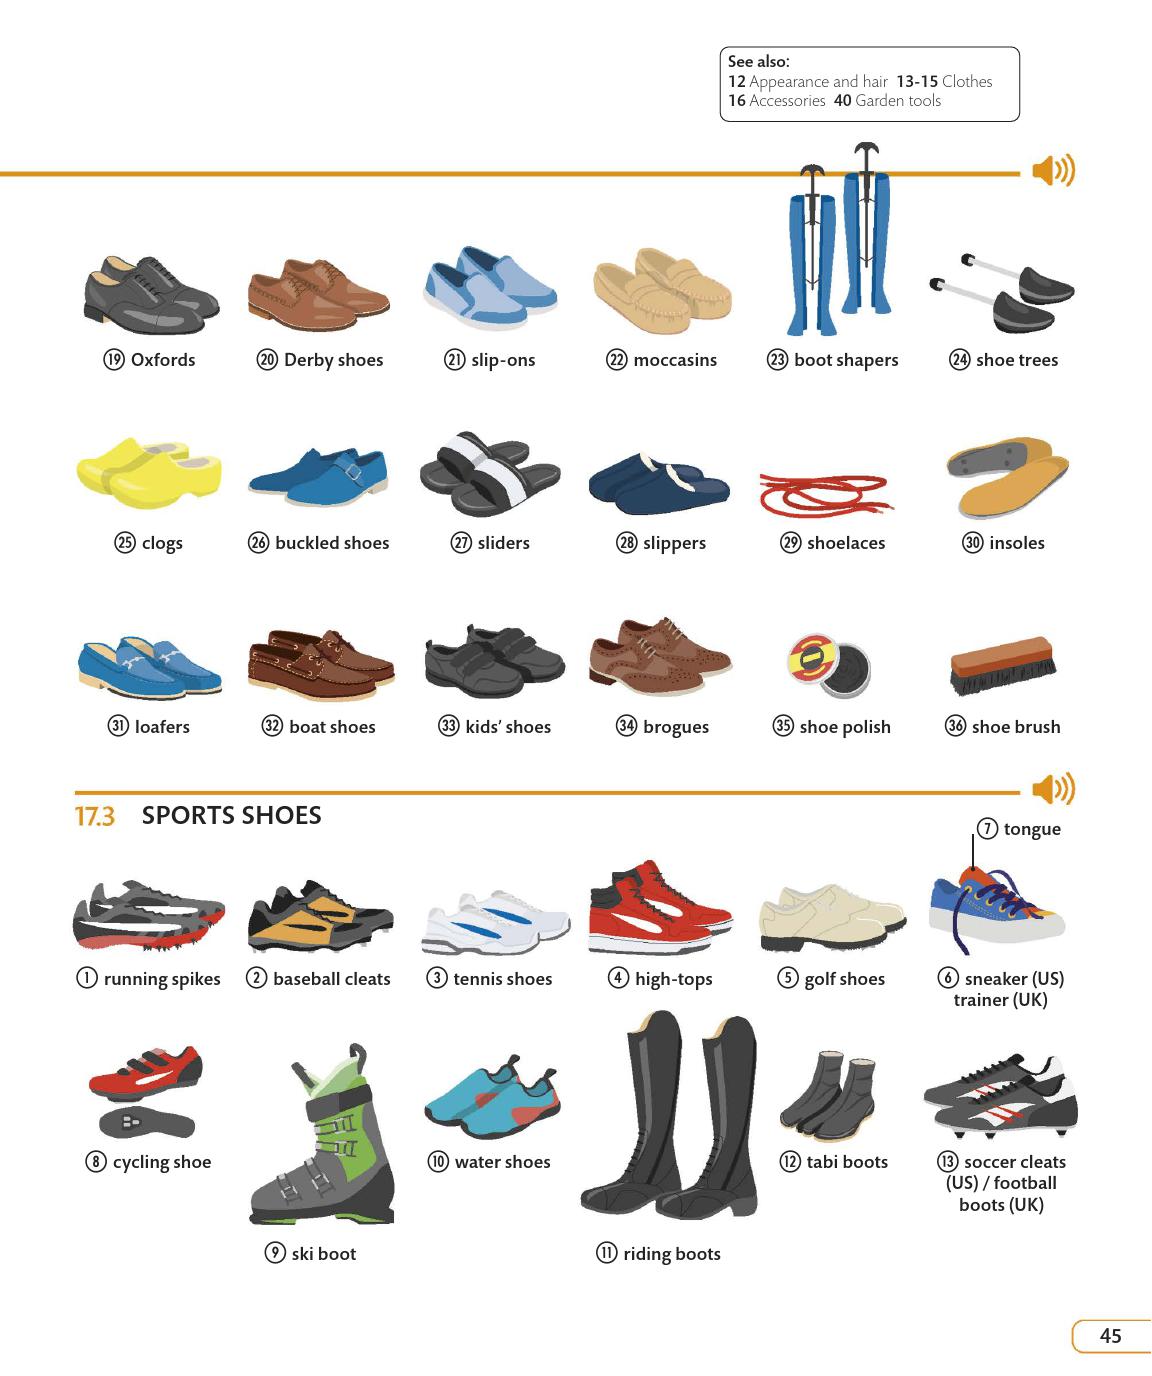 See also:
12 Appearance and hair 13-15 Clothes
16 Accessories 40 Garden tools
19 Oxfords
20 Derby shoes
21 slip-ons
22 moccasins
23 boot shapers
24 shoe trees
25 clogs
26 buckled shoes
27 sliders
28 slippers
29 shoelaces
30 insoles
31 loafers
32 boat shoes
33 kids’ shoes
34 brogues
35 shoe polish
36 shoe brush
17.3 SPORTS SHOES
7 tongue
1 running spikes
2 baseball cleats
3 tennis shoes
4 high-tops
5 golf shoes
6 sneaker (US)
trainer (UK)
8 cycling shoe
9 ski boot
10 water shoes
11 riding boots
12 tabi boots
13 soccer cleats
(US) / football
boots (UK)
45